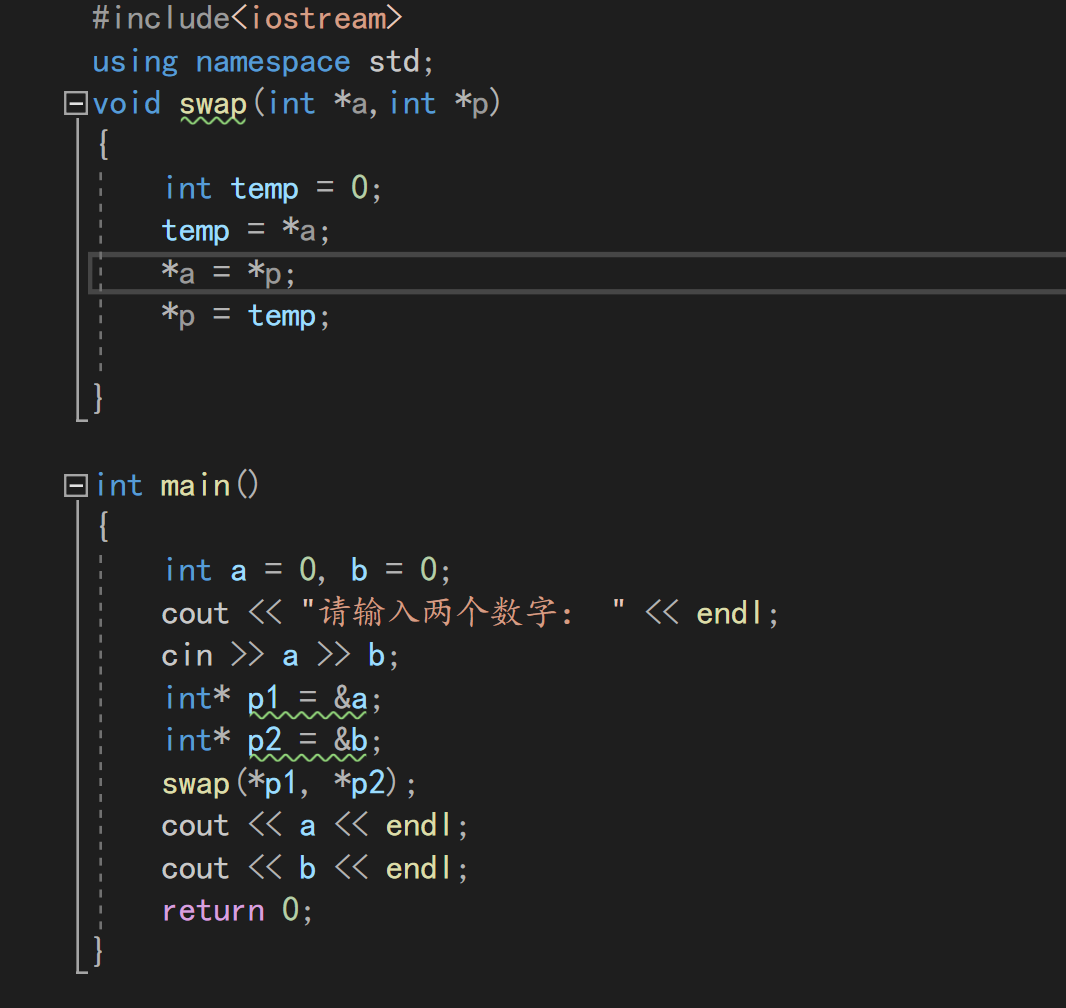 #include<iostream>
using namespace std;
void swap(int *a,int *p)
{
int temp = 0;
temp = *a;
*a = *p;
*p = temp;
}
int main()
{
int a = 0, b = 0;
cout << "请输入两个数字： " << endl;
cin >> a >> b;
int* p1 = &a;
int* p2 = &b;
swap(*p1, *p2);
cout << a << endl;
cout << b << endl;
return 0;
}